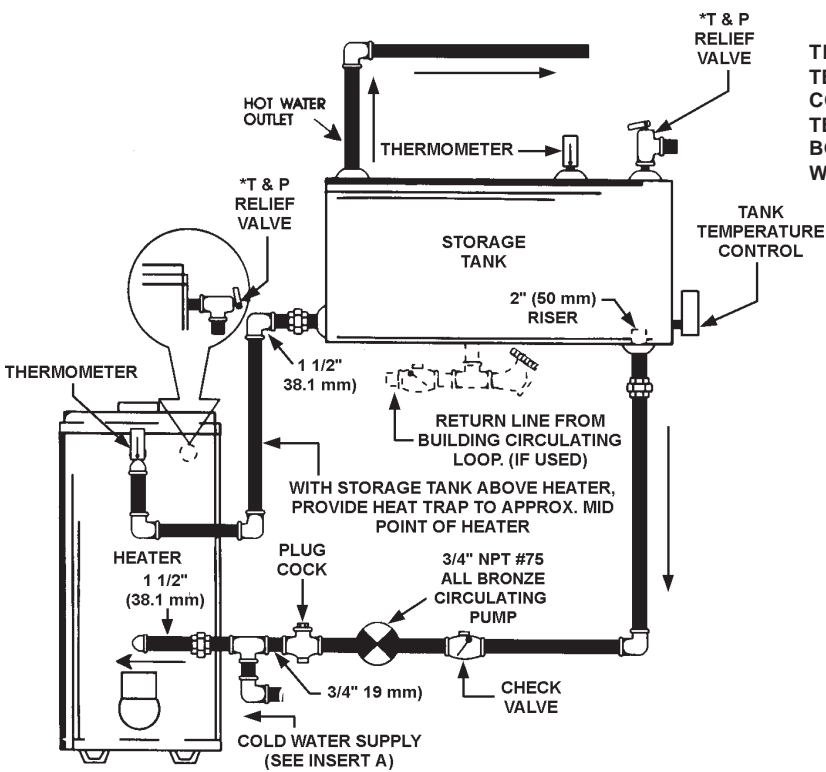 *T & P
RELIEF
VALVE
HOT WATER
OUTLET
THERMOMETER
*T & P
RELIEF
VALVE
STORAGE
TANK
TANK
TEMPERATURE
CONTROL
2" (50 mm)
RISER
1 1/2"
38.1 mm)
THERMOMETER
RETURN LINE FROM
BUILDING CIRCULATING
LOOP. (IF USED)
WITH STORAGE TANK ABOVE HEATER,
PROVIDE HEAT TRAP TO APPROX. MID
POINT OF HEATER
HEATER
1 1/2"
(38.1 mm)
PLUG
COCK
3/4" NPT #75
ALL BRONZE
CIRCULATING
PUMP
3/4" 19 mm)
CHECK
VALVE
COLD WATER SUPPLY
(SEE INSERT A)